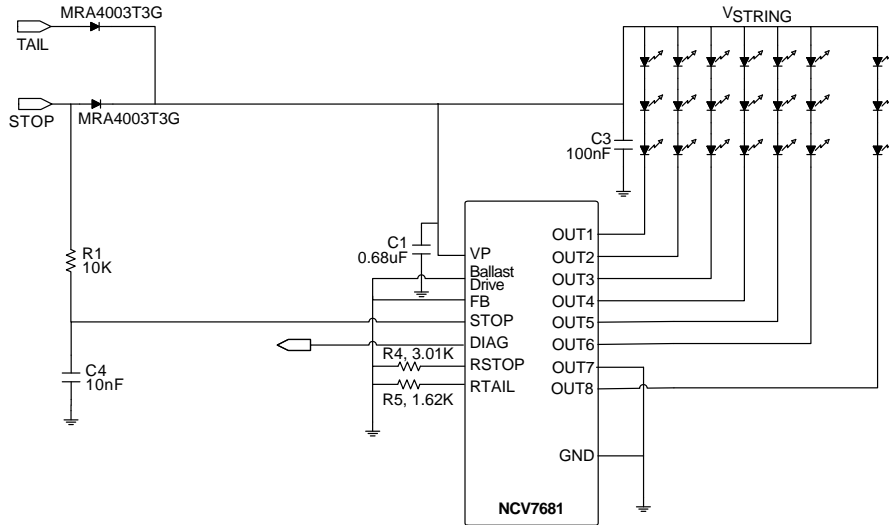 MRA4003T3G
TAIL
VSTRING
MRA4003T3G
STOP
C3
100nF
R1
10K
C1
0.68uF
VP
Ballast
Drive
FB
STOP
DIAG
R4, 3.01K
RSTOP
RTAIL
R5, 1.62K
C4
10nF
OUT1
OUT2
OUT3
OUT4
OUT5
OUT6
OUT7
OUT8
GND
NCV7681